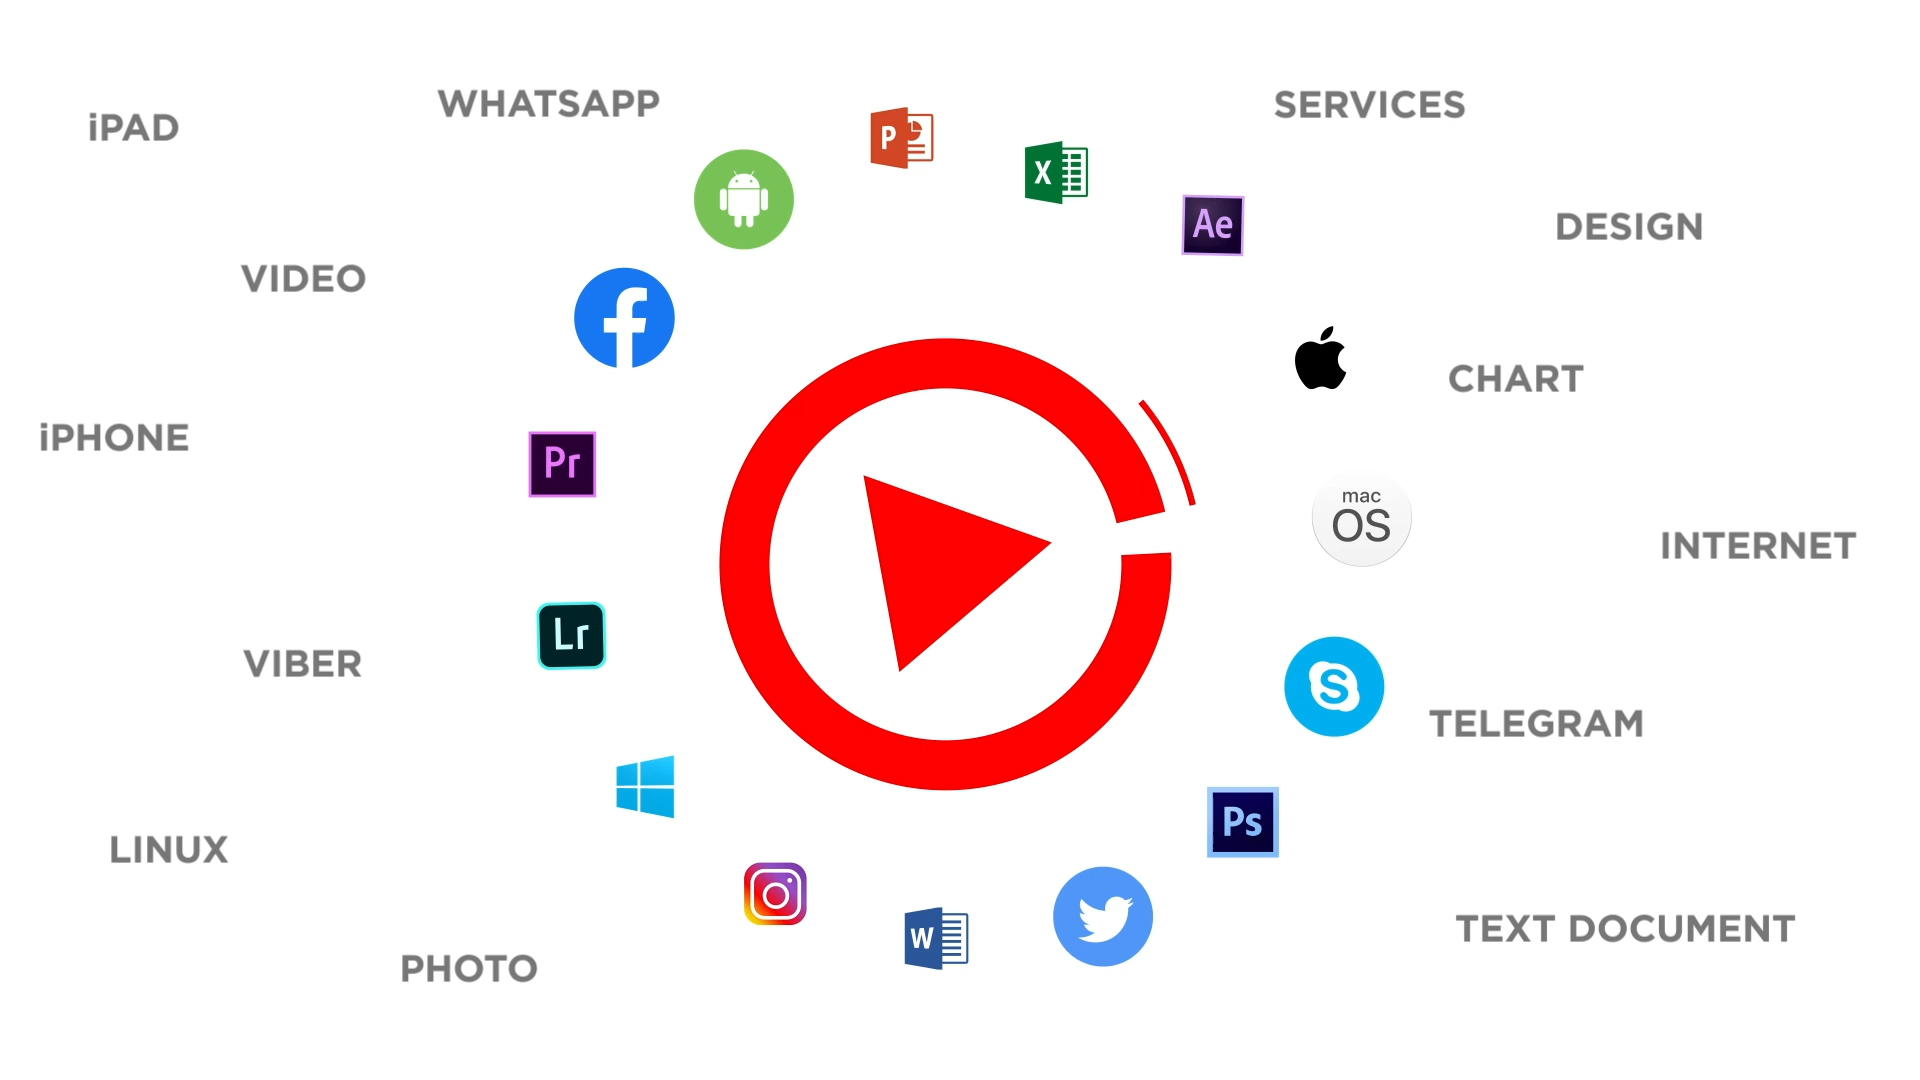 WHATSAPP
SERVICES
iPAD
P
X
Ae
DESIGN
VIDEO
f
CHART
iPHONE
Pr
mac
OS
INTERNET
Lr
VIBER
S
TELEGRAM
Ps
LINUX
TEXT DOCUMENT
W
PHOTO